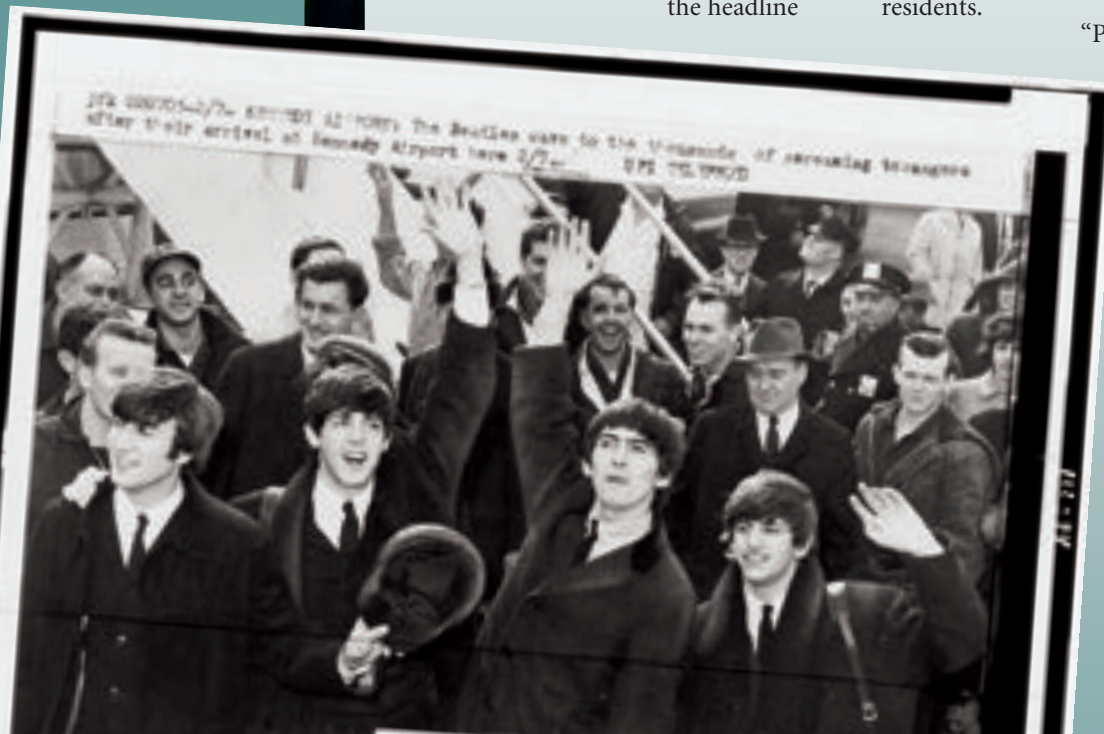 the headline
residents.
“P
The Beatles wave to the thousands of screaming teenagers
after their arrival at Kennedy Airport here 2/7.